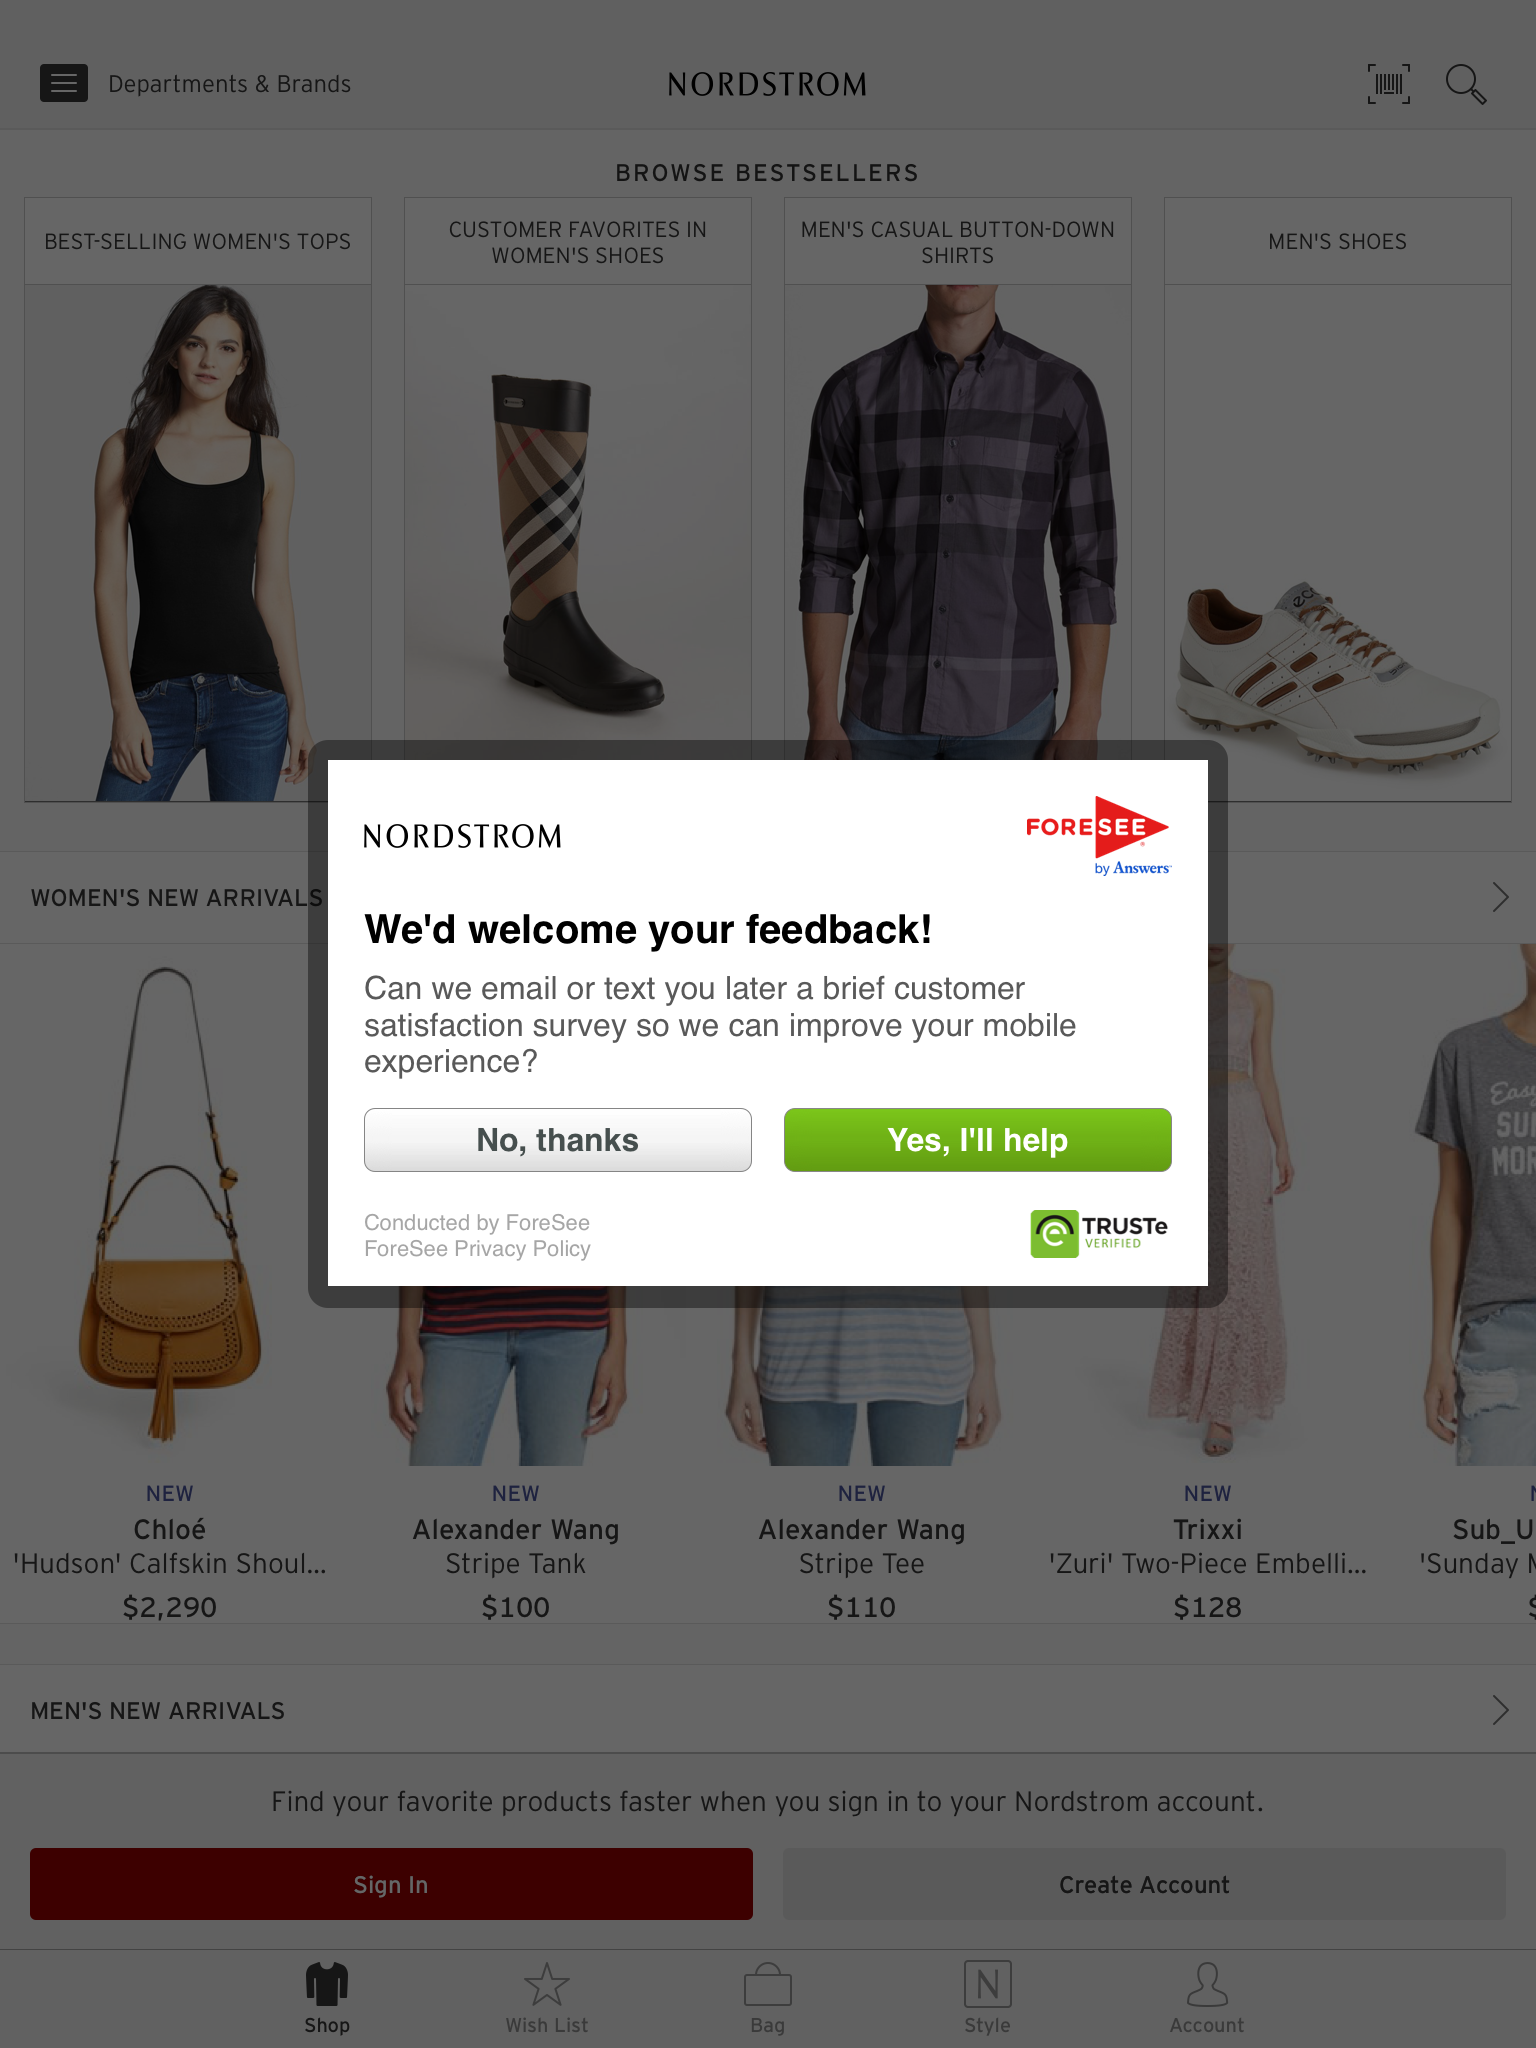 Departments & Brands
NORDSTROM
BROWSE BESTSELLERS
BEST-SELLING WOMEN'S TOPS
CUSTOMER FAVORITES IN
WOMEN'S SHOES
MEN'S CASUAL BUTTON-DOWN
SHIRTS
MEN'S SHOES
NORDSTROM
FORESEE
by Answers
WOMEN'S NEW ARRIVALS
We'd welcome your feedback!
Can we email or text you later a brief customer
satisfaction survey so we can improve your mobile
experience?
No, thanks
Yes, I'll help
Conducted by ForeSee
ForeSee Privacy Policy
TRUSTe
VERIFIED
NEW
Chloé
'Hudson' Calfskin Shoul...
$2,290
NEW
Alexander Wang
Stripe Tank
$100
NEW
Alexander Wang
Stripe Tee
$110
NEW
Trixxi
'Zuri' Two-Piece Embelli...
$128
Sub_U
'Sunday
MEN'S NEW ARRIVALS
Find your favorite products faster when you sign in to your Nordstrom account.
Sign In
Create Account
Shop
Wish List
Bag
N
Style
Account